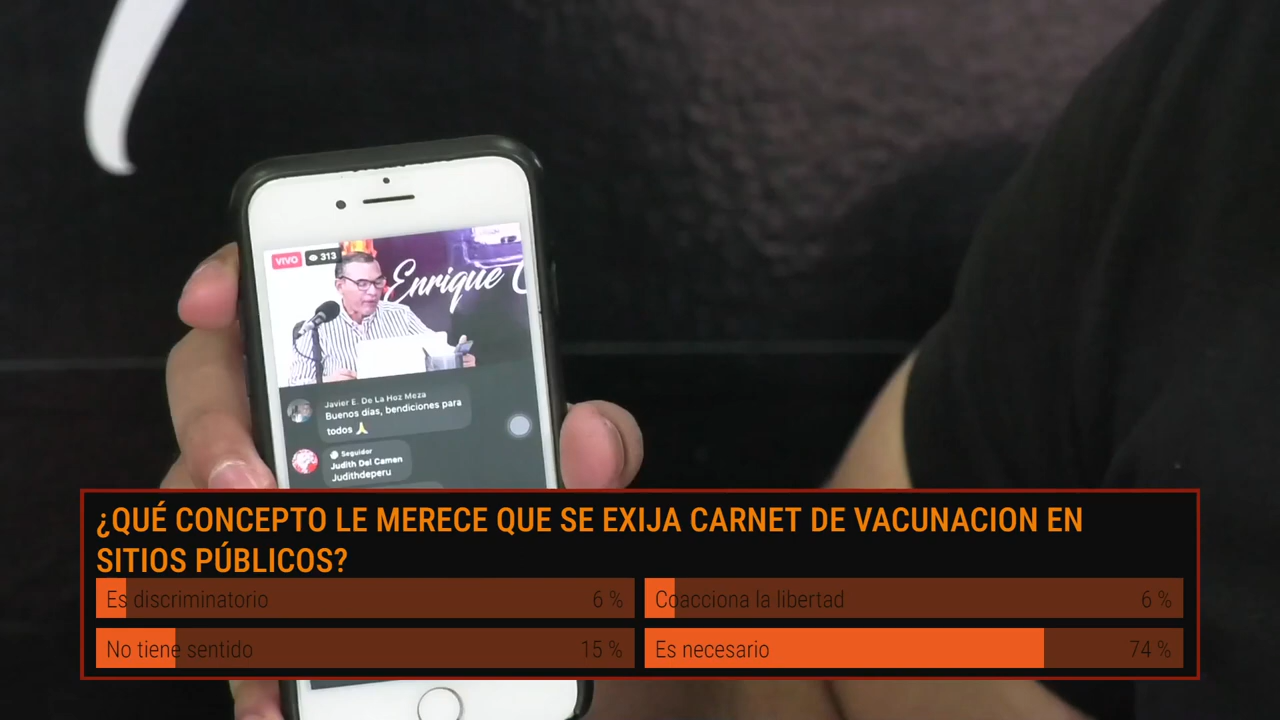 VIVO 313
Enrique
Javier E. De La Hoz Meza
Buenos días, bendiciones para
todos 🙏
Seguidor
Judith Del Camen
Judithdeperu
¿QUÉ CONCEPTO LE MERECE QUE SE EXIJA CARNET DE VACUNACION EN
SITIOS PÚBLICOS?
Es discriminatorio 6 %
Coacciona la libertad 6 %
No tiene sentido 15 %
Es necesario 74 %